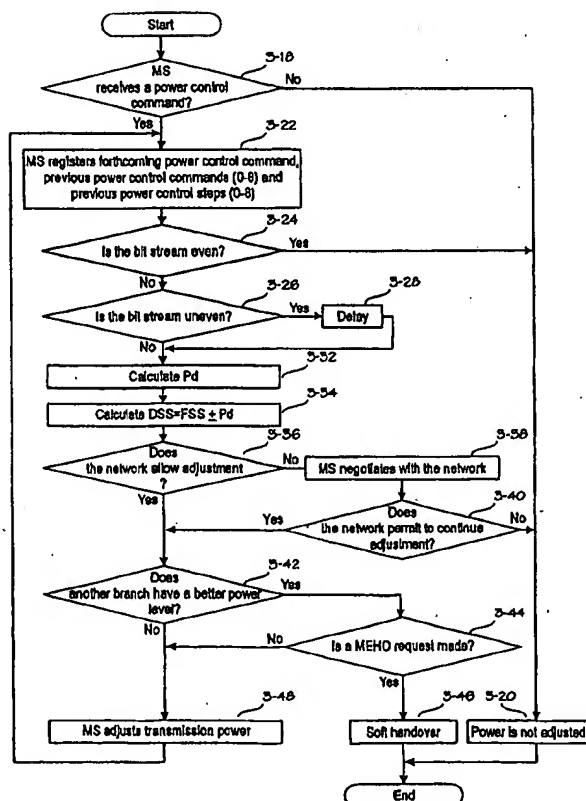 Start
3-18
MS
receives a power control
command?
No
Yes
3-22
MS registers forthcoming power control command,
previous power control commands (0-8) and
previous power control steps (0-8)
3-24
Is the bit stream even?
Yes
No
3-26
Is the bit stream uneven?
Yes
3-28
Delay
No
3-32
Calculate Pd
3-34
Calculate DSS=FSS ± Pd
3-36
Does
the network allow adjustment
?
No
3-38
MS negotiates with the network
Yes
3-40
Does
the network permit to continue
adjustment?
Yes
No
3-42
Does
another branch have a better power
level?
Yes
No
3-44
Is a MEHO request made?
No
Yes
3-48
MS adjusts transmission power
3-46
Soft handover
3-20
Power is not adjusted
End